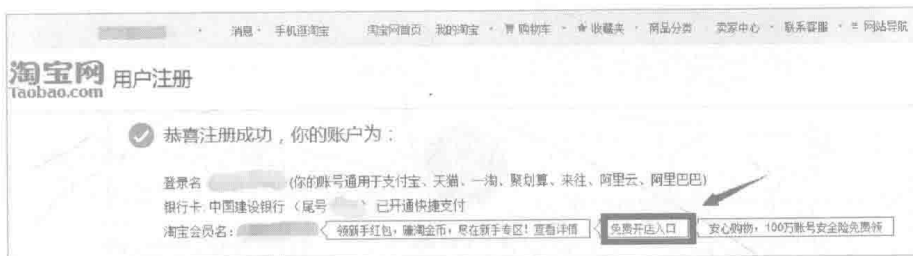 消息 手机逛淘宝 淘宝网首页 我的淘宝 购物车 收藏夹 商品分类 卖家中心 联系客服 网站导航
淘宝网
Taobao.com
用户注册
恭喜注册成功，你的账户为：
登录名 (你的账号通用于支付宝、天猫、一淘、聚划算、来往、阿里云、阿里巴巴)
银行卡：中国建设银行（尾号 ）已开通快捷支付
淘宝会员名： 领新手红包，赚淘金币，尽在新手专区！查看详情 免费开店入口 安心购物，100万账号安全险免费领